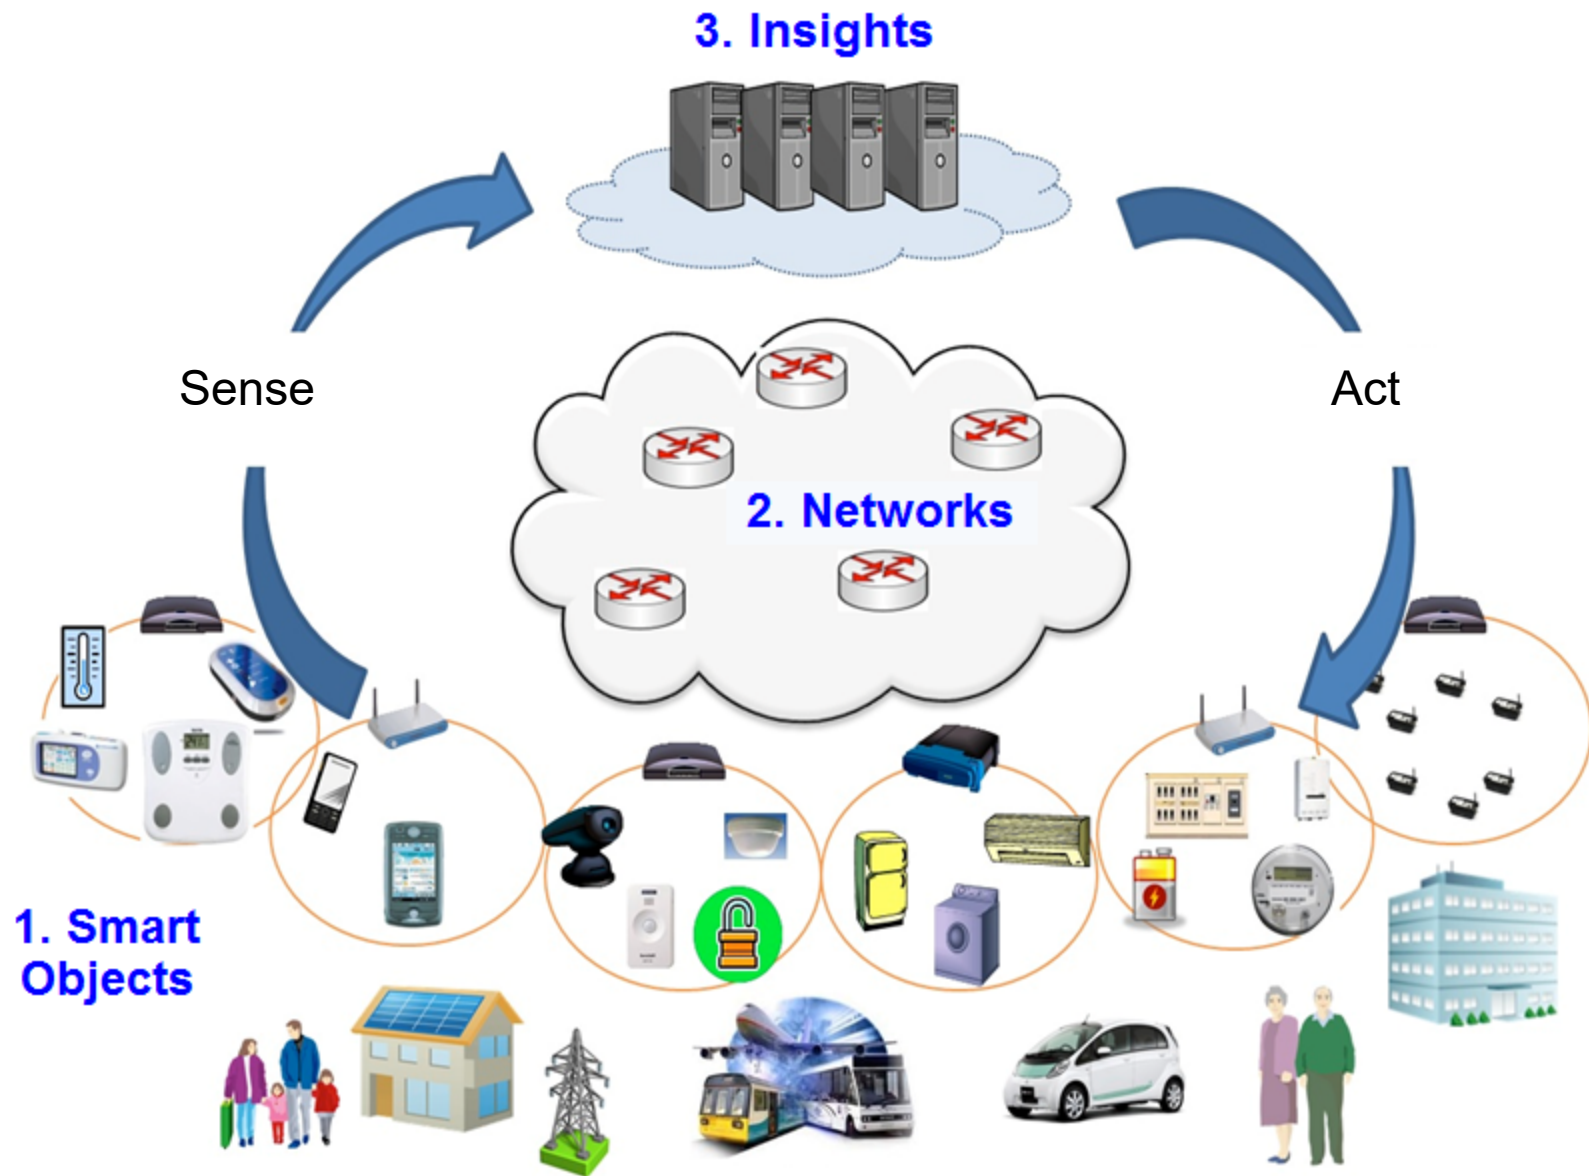 3. Insights
Sense
Act
2. Networks
1. Smart
Objects